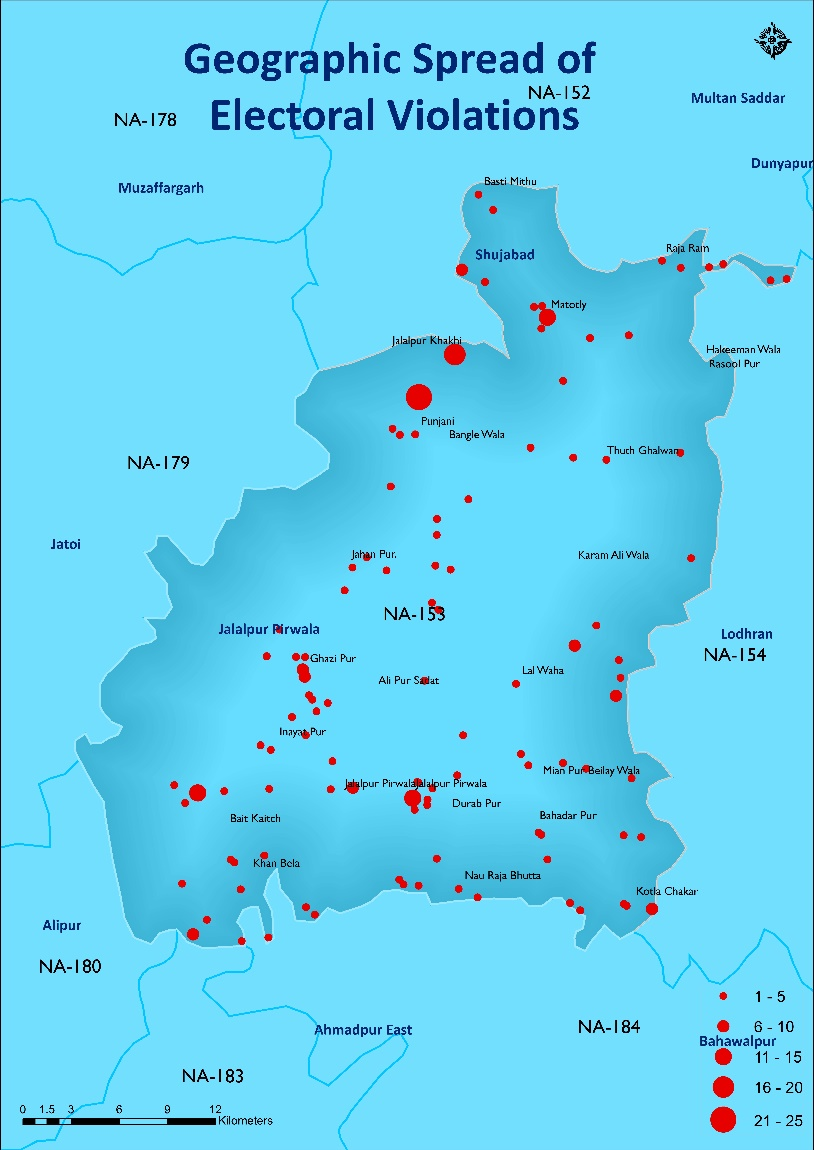 Geographic Spread of
Electoral Violations
NA-152
NA-178
Multan Saddar
Dunyapur
Muzaffargarh
Basti Mithu
Shujabad
Raja Ram
Matotly
Jalalpur Khakhi
Hakeeman Wala
Rasool Pur
Punjani
Bangle Wala
Thuth Ghalwan
NA-179
Jatoi
Jahan Pur.
Karam Ali Wala
NA-153
Jalalpur Pirwala
Lodhran
NA-154
Ghazi Pur
Ali Pur Sadat
Lal Waha
Inayat Pur
Mian Pur Beilay Wala
Jalalpur Pirwala Jalalpur Pirwala
Durab Pur
Bait Kaitch
Bahadar Pur
Khan Bela
Nau Raja Bhutta
Kotla Chakar
Alipur
NA-180
Ahmadpur East
NA-184
NA-183
1 - 5
6 - 10
Bahawalpur
11 - 15
16 - 20
21 - 25
0 1.5 3 6 9 12
Kilometers